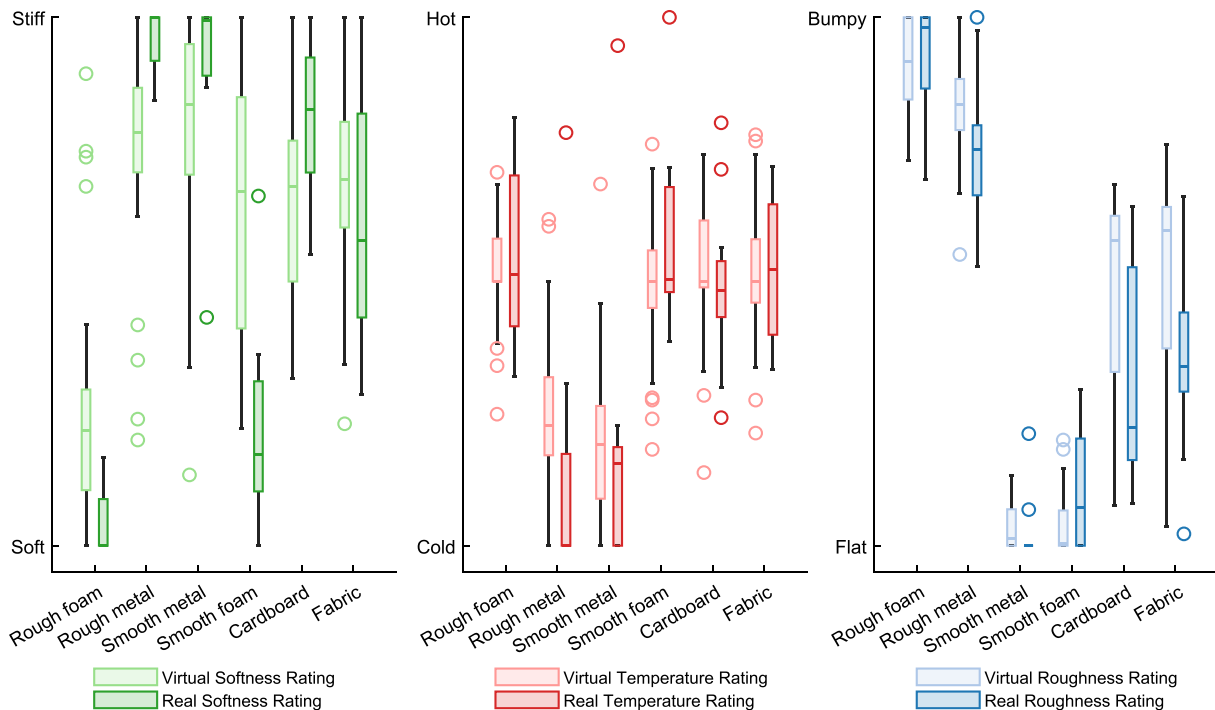 Stiff
Soft
Rough foam
Rough metal
Smooth metal
Smooth foam
Cardboard
Fabric
Virtual Softness Rating
Real Softness Rating
Hot
Cold
Rough foam
Rough metal
Smooth metal
Smooth foam
Cardboard
Fabric
Virtual Temperature Rating
Real Temperature Rating
Bumpy
Flat
Rough foam
Rough metal
Smooth metal
Smooth foam
Cardboard
Fabric
Virtual Roughness Rating
Real Roughness Rating